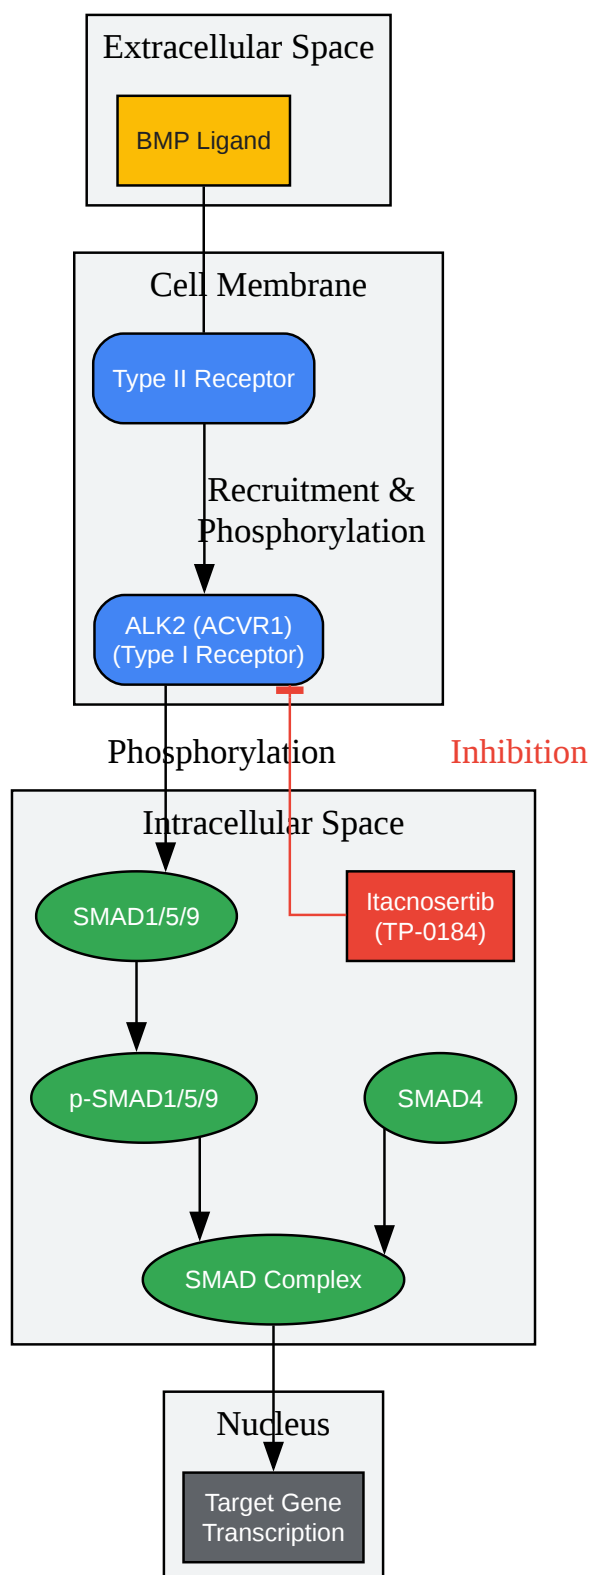 Extracellular Space
BMP Ligand
Cell Membrane
Type II Receptor
Recruitment &
Phosphorylation
ALK2 (ACVR1)
(Type I Receptor)
Phosphorylation
Inhibition
Intracellular Space
SMAD1/5/9
Itacnosertib
(TP-0184)
p-SMAD1/5/9
SMAD4
SMAD Complex
Nucleus
Target Gene
Transcription